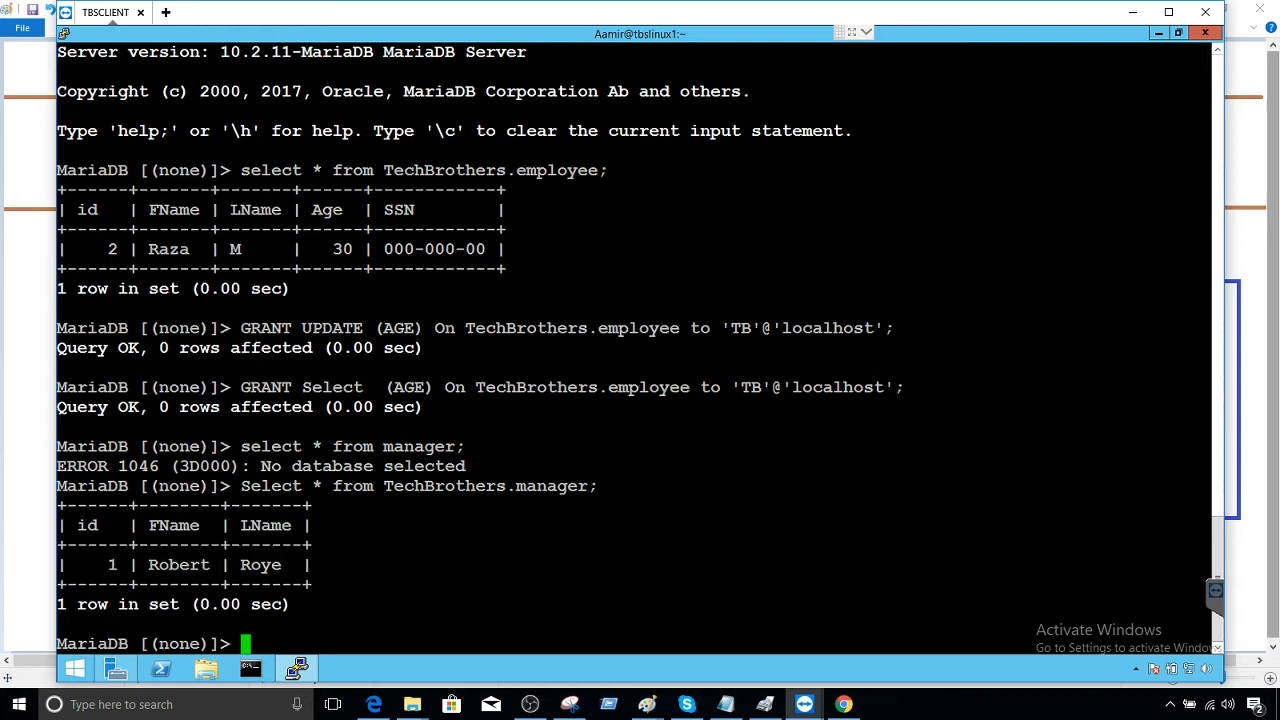 TBSCLIENT
File
Aamir@tbslinux1:~
Server version: 10.2.11-MariaDB MariaDB Server
Copyright (c) 2000, 2017, Oracle, MariaDB Corporation Ab and others.
Type 'help;' or '\h' for help. Type '\c' to clear the current input statement.
MariaDB [(none)]> select * from TechBrothers.employee;
+------+-------+-------+------+------------+
| id   | FName | LName | Age  | SSN        |
+------+-------+-------+------+------------+
|    2 | Raza  | M     |   30 | 000-000-00 |
+------+-------+-------+------+------------+
1 row in set (0.00 sec)
MariaDB [(none)]> GRANT UPDATE (AGE) On TechBrothers.employee to 'TB'@'localhost';
Query OK, 0 rows affected (0.00 sec)
MariaDB [(none)]> GRANT Select  (AGE) On TechBrothers.employee to 'TB'@'localhost';
Query OK, 0 rows affected (0.00 sec)
MariaDB [(none)]> select * from manager;
ERROR 1046 (3D000): No database selected
MariaDB [(none)]> Select * from TechBrothers.manager;
+------+--------+-------+
| id   | FName  | LName |
+------+--------+-------+
|    1 | Robert | Roye  |
+------+--------+-------+
1 row in set (0.00 sec)
MariaDB [(none)]>
Activate Windows
Go to Settings to activate Windo
Type here to search